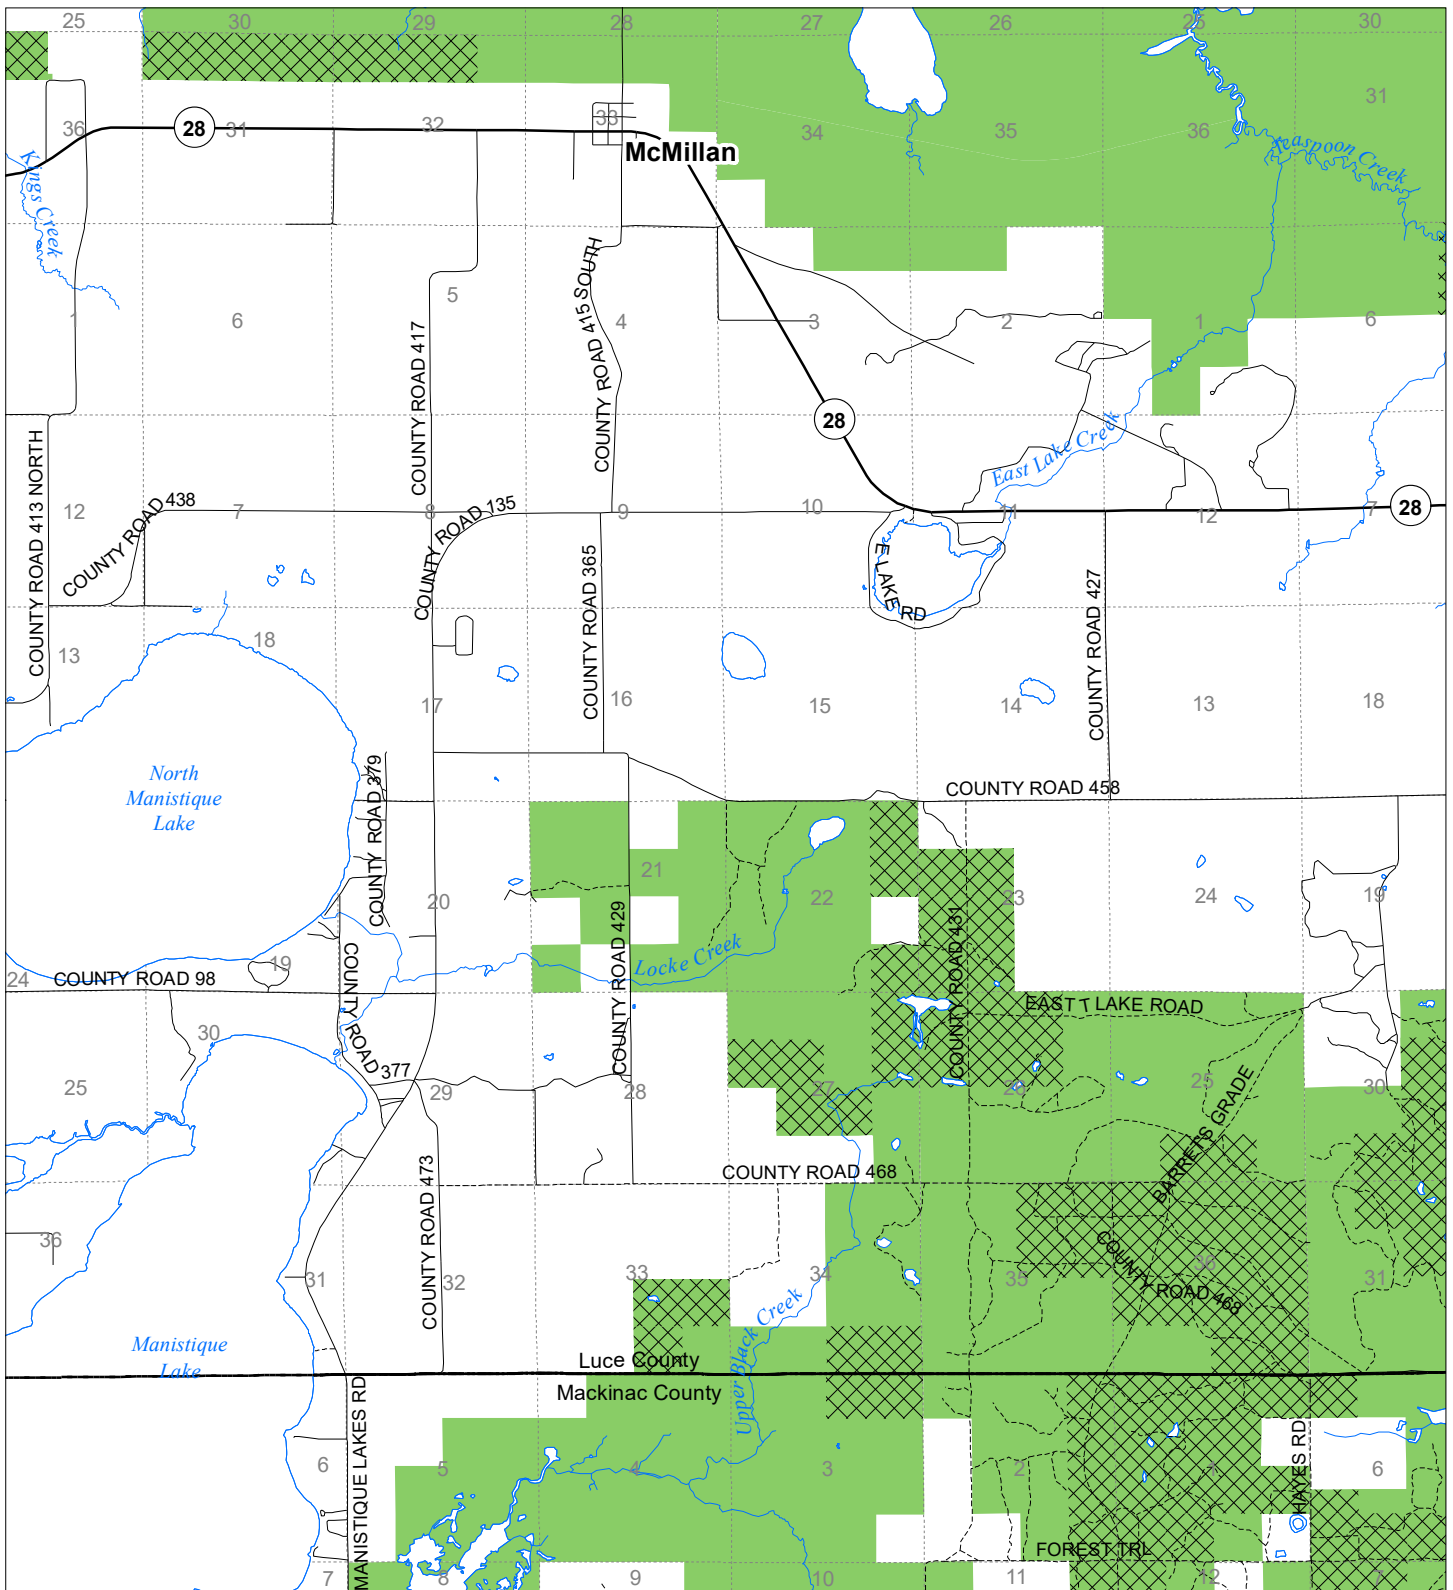 25 30 29 28 27 26 25 30
31
36 28 31 32 33 34 35 36
McMillan
Teaspoon Creek
Kings Creek
COUNTY ROAD 415 SOUTH
5
1 6 4 3 2 1 6
COUNTY ROAD 417
28
East Lake Creek
COUNTY ROAD 413 NORTH
COUNTY ROAD 438
COUNTY ROAD 135
12 7 8 9 10 11 12 7 28
COUNTY ROAD 365
E LAKE RD
COUNTY ROAD 427
18
13
17 16 15 14 13 18
North
Manistique
Lake
COUNTY ROAD 379
COUNTY ROAD 458
21
20 22 23 24 19
COUNTY ROAD 429
COUNTY ROAD 431
Locke Creek
19
24
COUNTY ROAD 98
COUNTY ROAD 377
EAST T LAKE ROAD
30
25 29 28 27 26 25 30
BARRETS GRADE
COUNTY ROAD 468
COUNTY ROAD 473
36
31 32 33 34 35 36 31
COUNTY ROAD 468
Upper Black Creek
Manistique
Lake
Luce County
Mackinac County
MANISTIQUE LAKES RD
HAYES RD
6 5 4 3 2 1 6
FOREST TRL
7 8 9 10 11 12 7